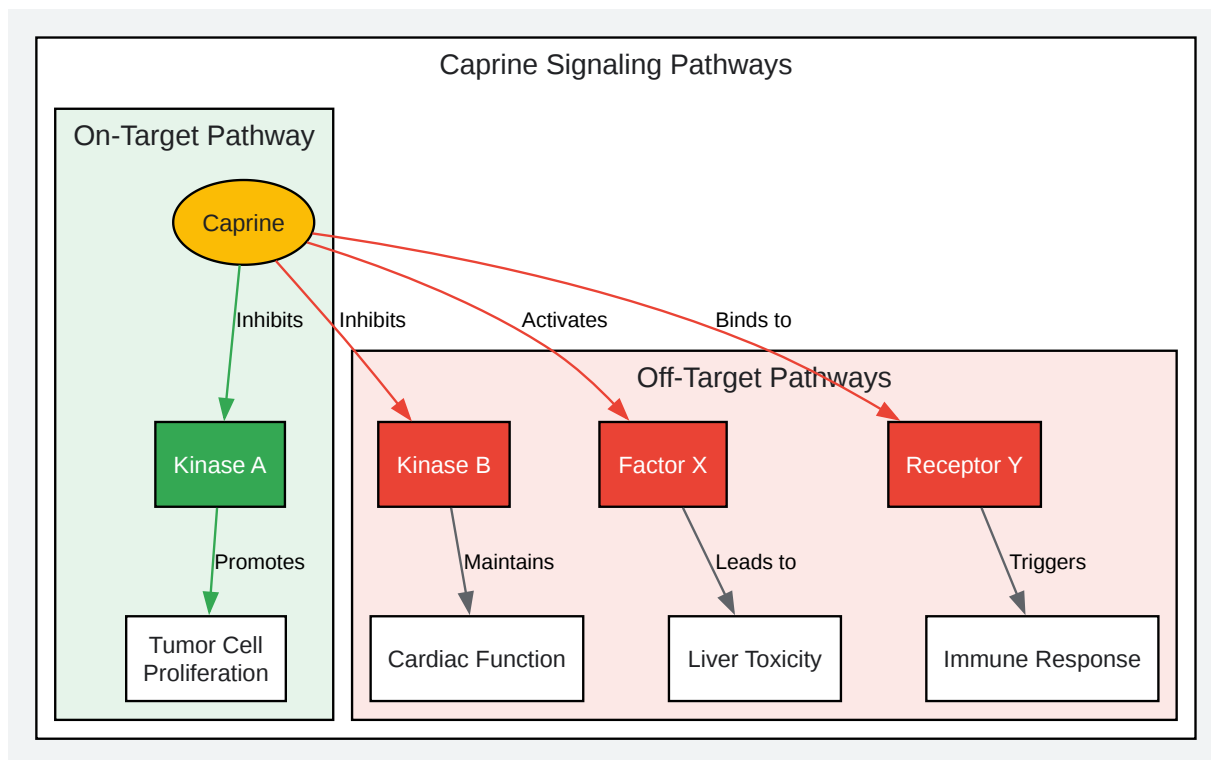 Caprine Signaling Pathways
On-Target Pathway
Caprine
Inhibits
Inhibits
Activates
Binds to
Off-Target Pathways
Kinase A
Kinase B
Factor X
Receptor Y
Promotes
Maintains
Leads to
Triggers
Tumor Cell
Proliferation
Cardiac Function
Liver Toxicity
Immune Response